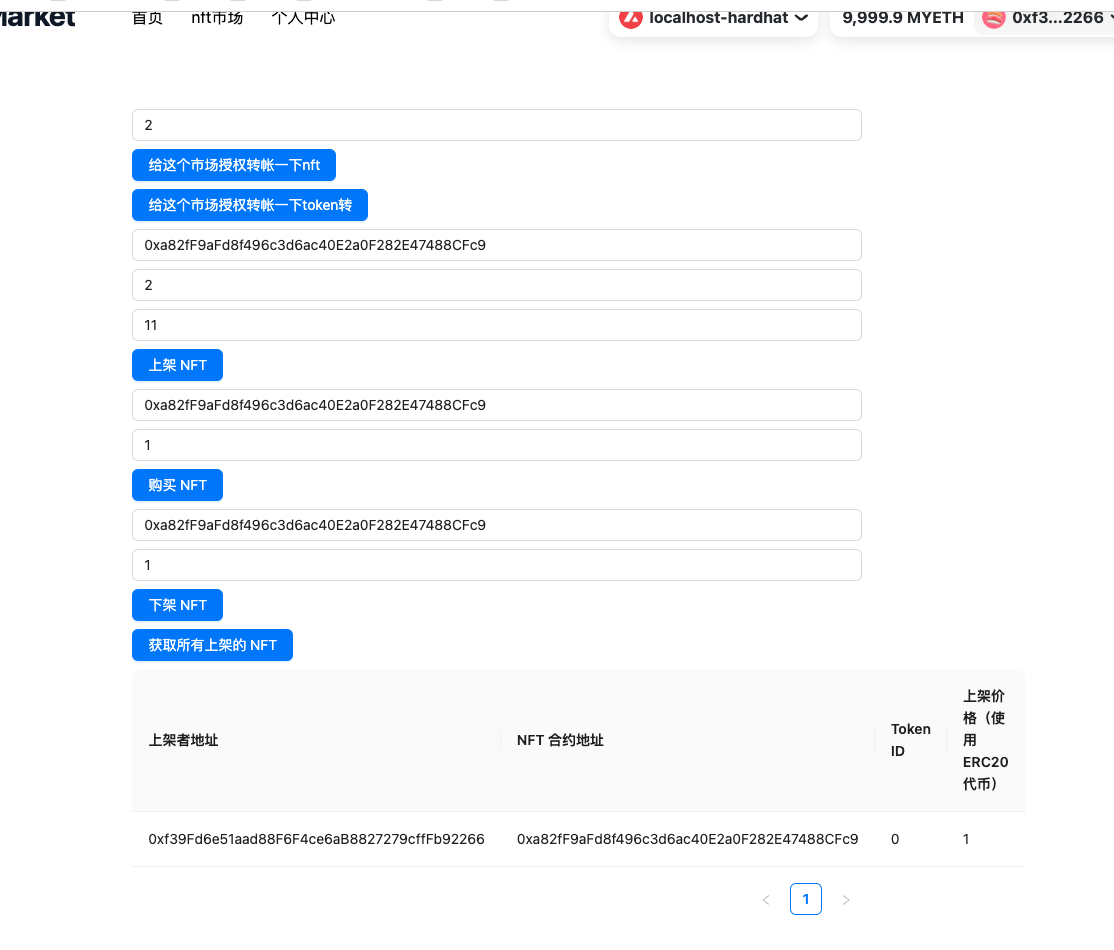 Market
首页 nft市场 个人中心 localhost-hardhat 9,999.9 MYETH 0xf3...2266
2
给这个市场授权转帐一下nft
给这个市场授权转帐一下token转
0xa82fF9aFd8f496c3d6ac40E2a0F282E47488CFc9
2
11
上架 NFT
0xa82fF9aFd8f496c3d6ac40E2a0F282E47488CFc9
1
购买 NFT
0xa82fF9aFd8f496c3d6ac40E2a0F282E47488CFc9
1
下架 NFT
获取所有上架的 NFT
上架者地址
NFT 合约地址
Token
ID
上架价
格（使
用
ERC20
代币）
0xf39Fd6e51aad88F6F4ce6aB8827279cffFb92266
0xa82fF9aFd8f496c3d6ac40E2a0F282E47488CFc9
0
1
< 1 >